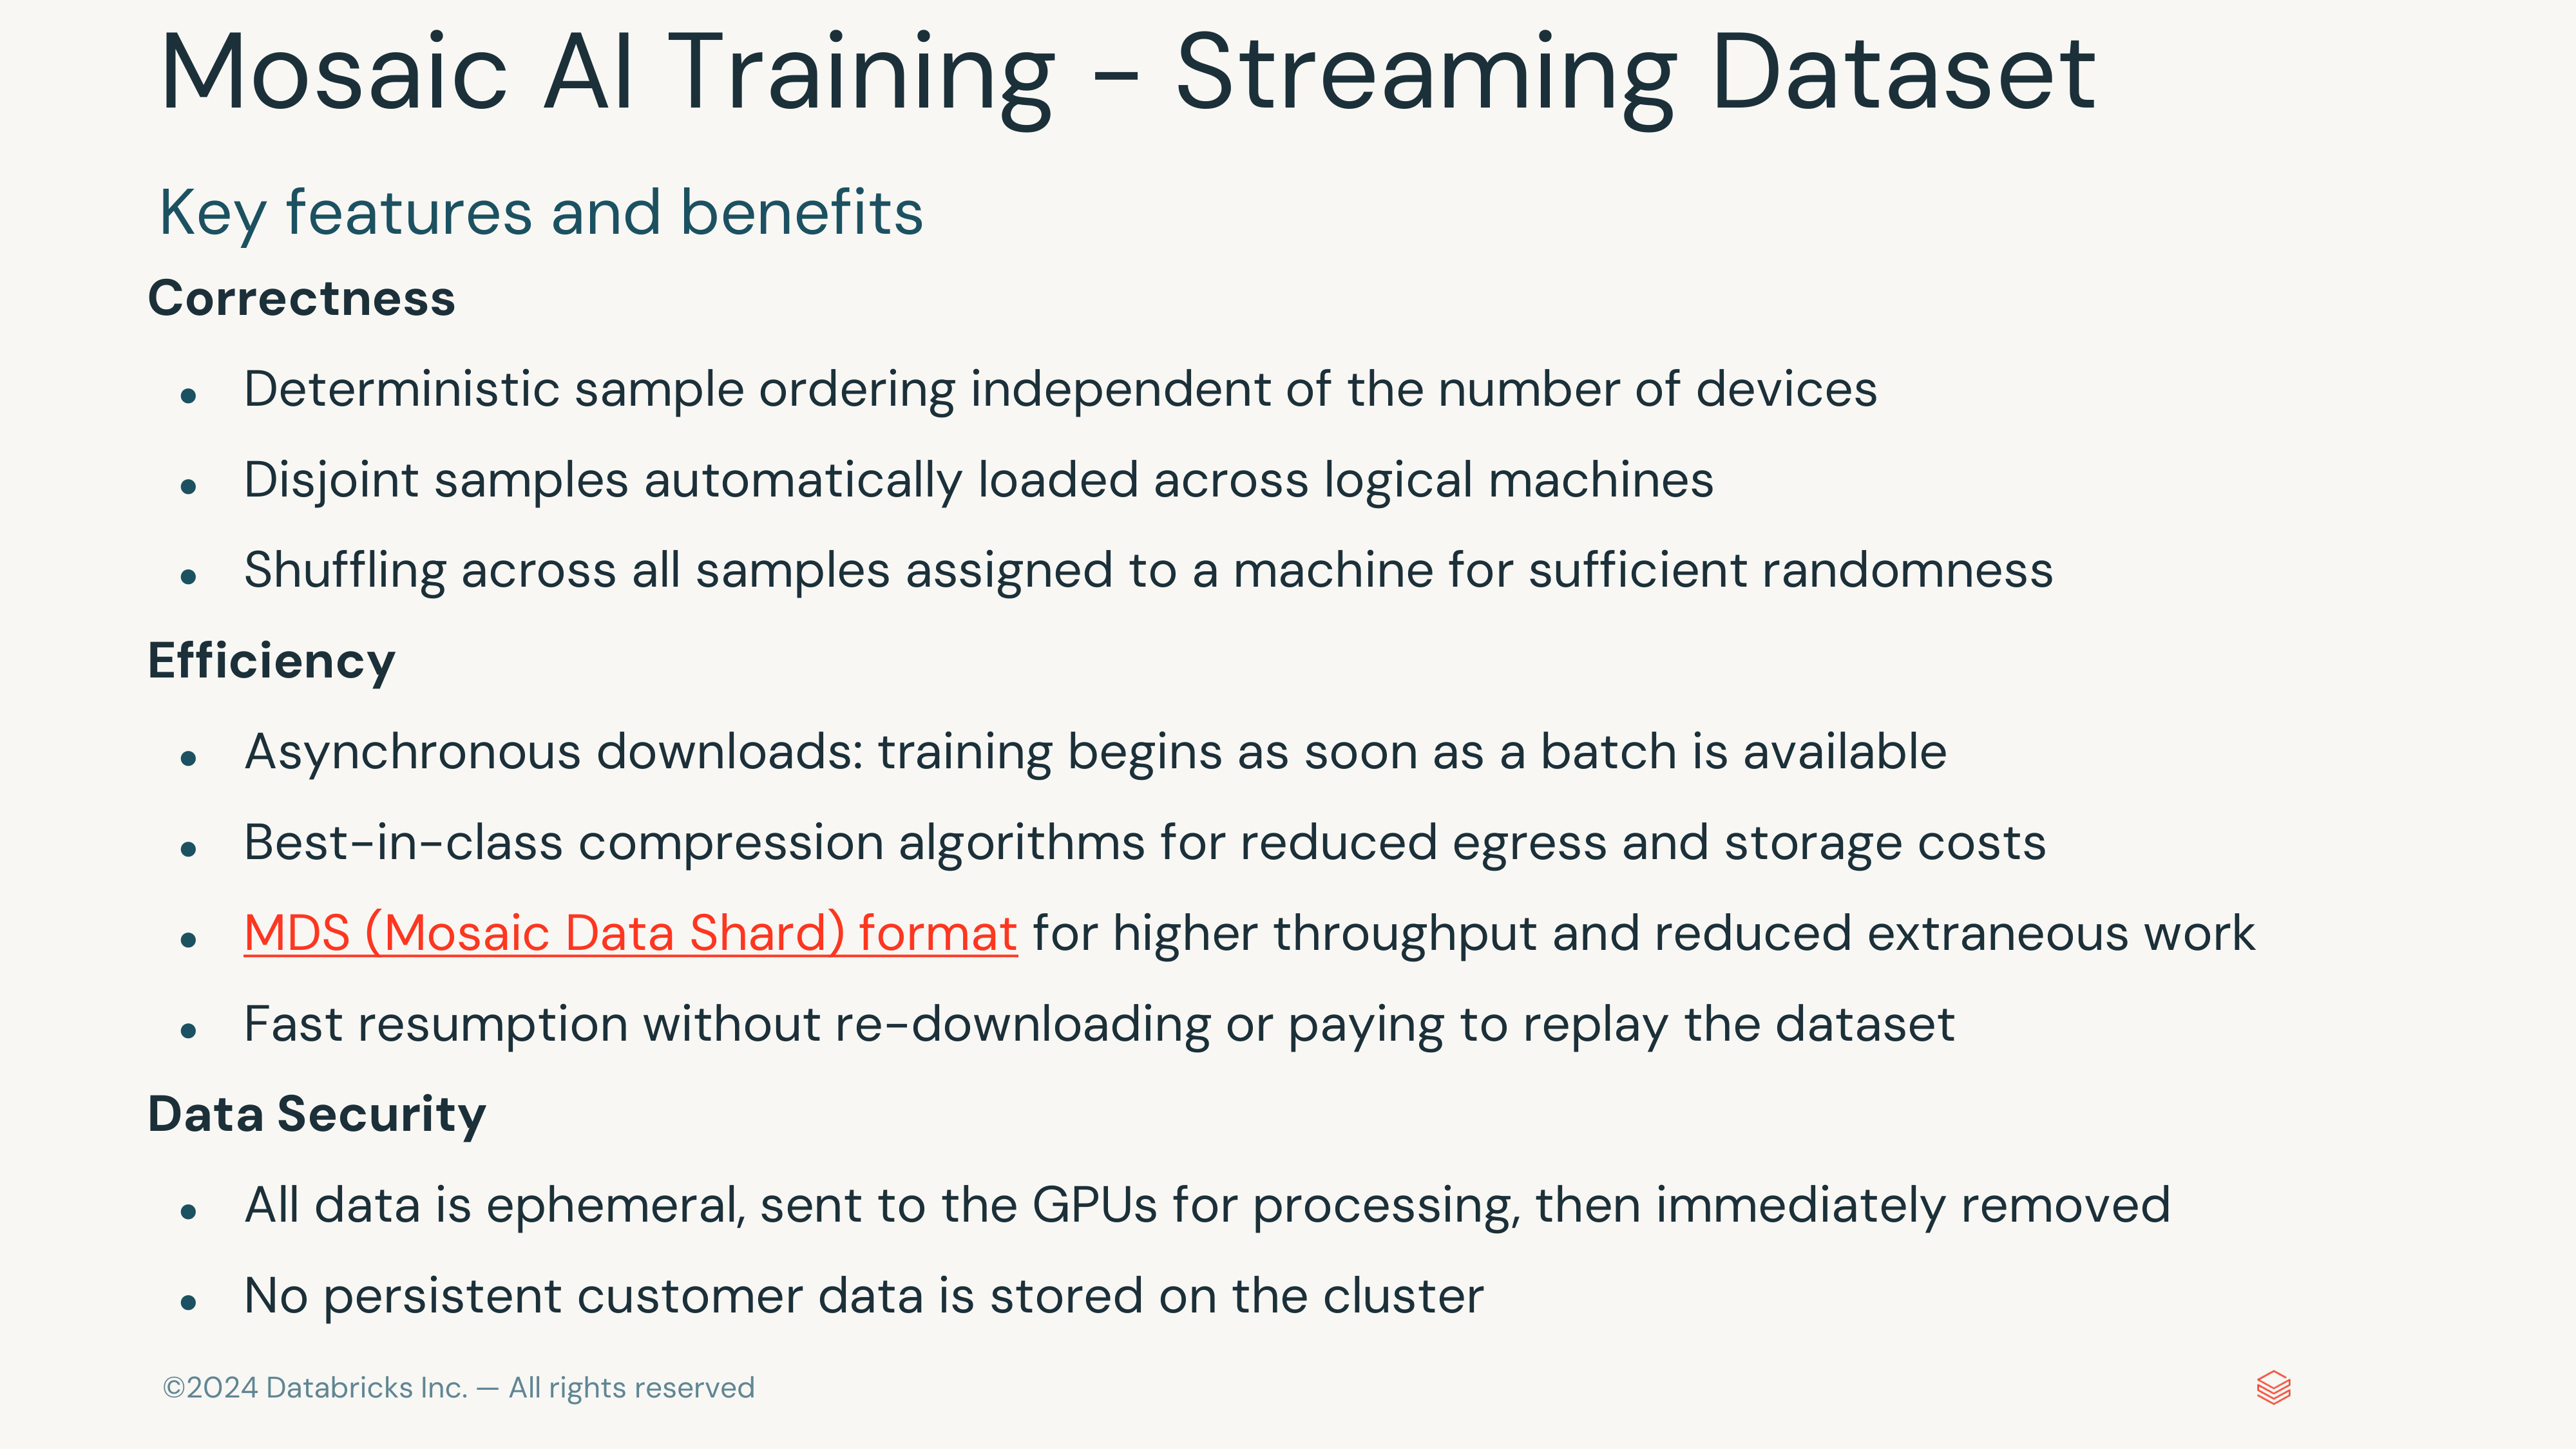 Mosaic AI Training - Streaming Dataset
Key features and benefits
Correctness
● Deterministic sample ordering independent of the number of devices
● Disjoint samples automatically loaded across logical machines
● Shuffling across all samples assigned to a machine for sufficient randomness
Efficiency
● Asynchronous downloads: training begins as soon as a batch is available
● Best-in-class compression algorithms for reduced egress and storage costs
● MDS (Mosaic Data Shard) format for higher throughput and reduced extraneous work
● Fast resumption without re-downloading or paying to replay the dataset
Data Security
● All data is ephemeral, sent to the GPUs for processing, then immediately removed
● No persistent customer data is stored on the cluster
©2024 Databricks Inc. — All rights reserved